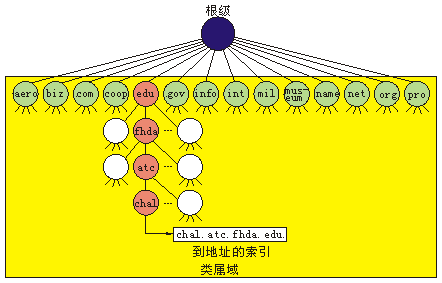 根级
aero biz com coop edu gov info int mil mus-eum name net org pro
fhda
atc
chal
chal.atc.fhda.edu.
到地址的索引
类属域